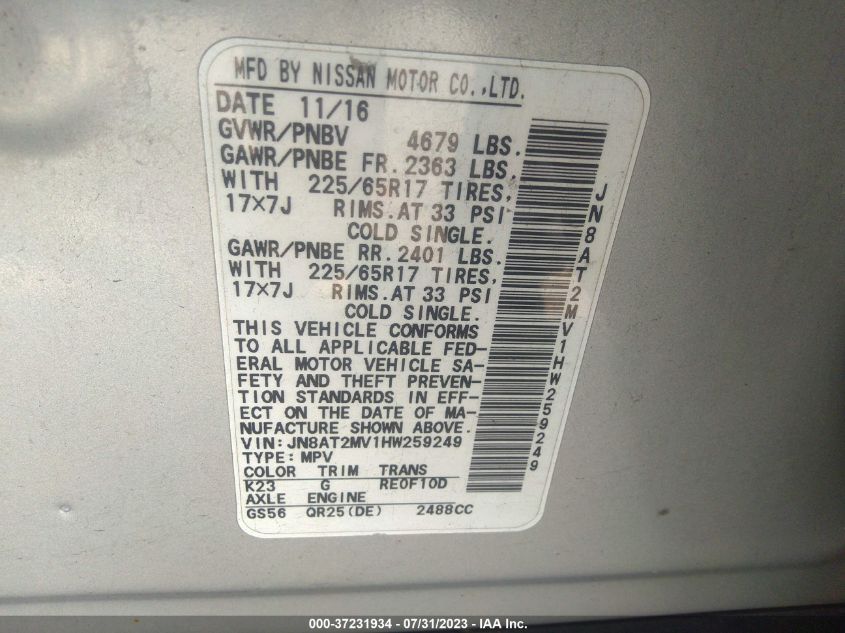 MFD BY NISSAN MOTOR CO.,LTD.
DATE 11/16
GVWR/PNBV 4679 LBS.
GAWR/PNBE FR. 2363 LBS.
WITH 225/65R17 TIRES,
17×7J RIMS.AT 33 PSI
COLD SINGLE.
GAWR/PNBE RR. 2401 LBS.
WITH 225/65R17 TIRES,
17×7J RIMS.AT 33 PSI
COLD SINGLE.
THIS VEHICLE CONFORMS
TO ALL APPLICABLE FED-
ERAL MOTOR VEHICLE SA-
FETY AND THEFT PREVEN-
TION STANDARDS IN EFF-
ECT ON THE DATE OF MA-
NUFACTURE SHOWN ABOVE.
VIN:JN8AT2MV1HW259249
TYPE: MPV
COLOR TRIM TRANS
K23 G RE0F10D
AXLE ENGINE
GS56 QR25(DE) 2488CC
JN8AT2MV1HW259249
000-37231934 - 07/31/2023 - IAA Inc.